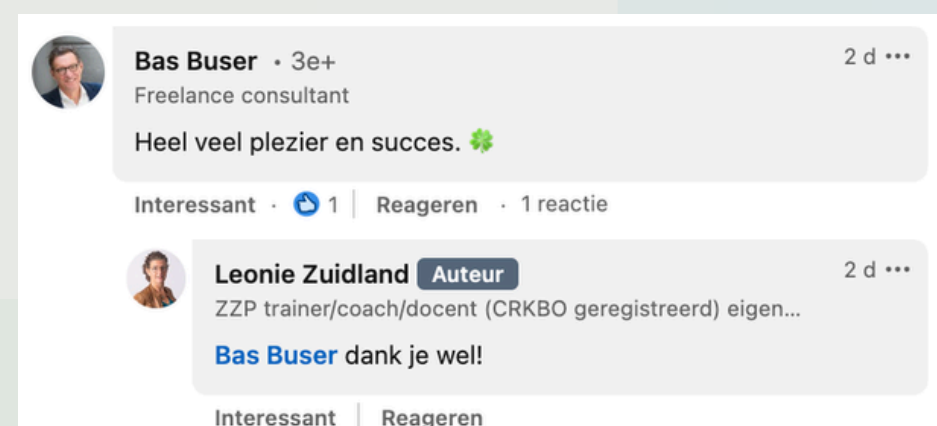 Bas Buser • 3e+
2 d •••
Freelance consultant
Heel veel plezier en succes. 🍀
Interessant · 1 | Reageren · 1 reactie
Leonie Zuidland Auteur
2 d •••
ZZP trainer/coach/docent (CRKBO geregistreerd) eigen...
Bas Buser dank je wel!
Interessant | Reageren